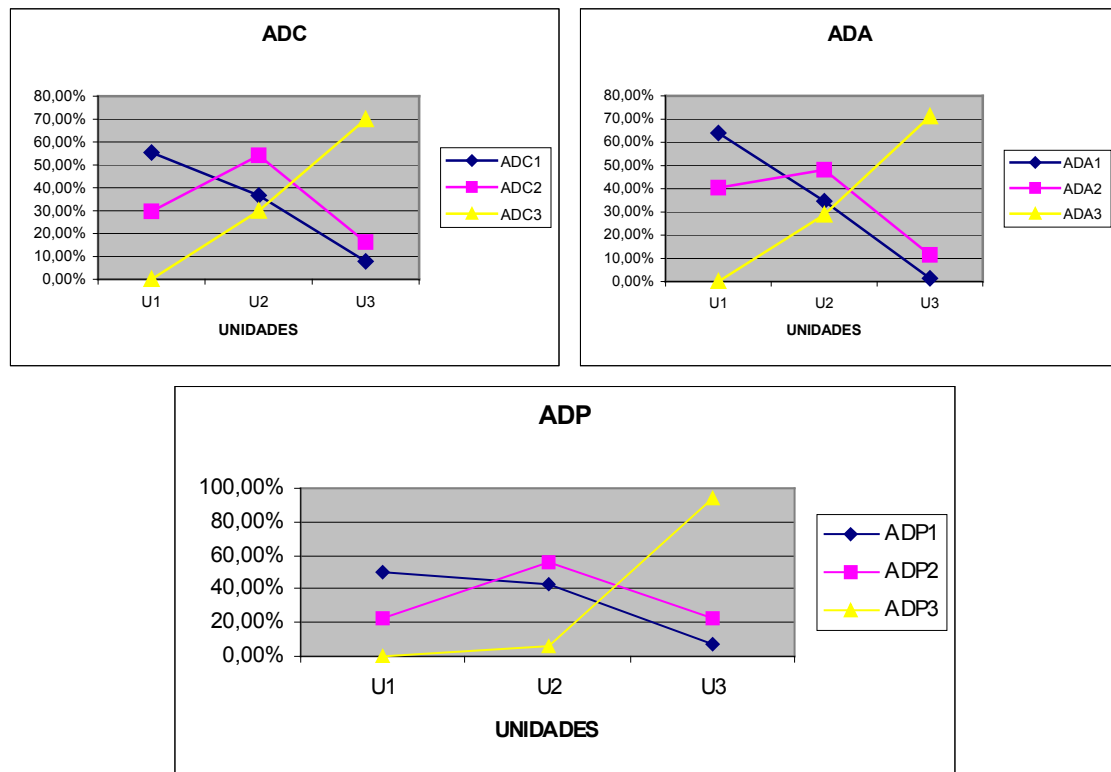 ADC
80,00%
70,00%
60,00%
50,00%
40,00%
30,00%
20,00%
10,00%
0,00%
U1 U2 U3
UNIDADES
ADC1
ADC2
ADC3
ADA
80,00%
70,00%
60,00%
50,00%
40,00%
30,00%
20,00%
10,00%
0,00%
U1 U2 U3
UNIDADES
ADA1
ADA2
ADA3
ADP
100,00%
80,00%
60,00%
40,00%
20,00%
0,00%
U1 U2 U3
UNIDADES
ADP1
ADP2
ADP3